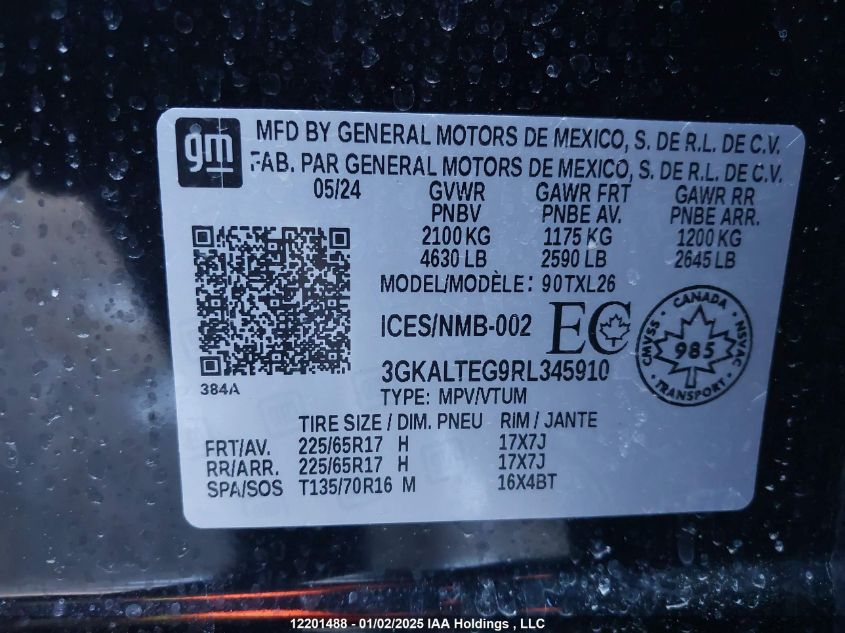 gm
MFD BY GENERAL MOTORS DE MEXICO, S. DE R.L. DE C.V.
FAB. PAR GENERAL MOTORS DE MEXICO, S. DE R.L. DE C.V.
05/24 GVWR GAWR FRT GAWR RR
PNBV PNBE AV. PNBE ARR.
2100 KG 1175 KG 1200 KG
4630 LB 2590 LB 2645 LB
MODEL/MODÈLE: 90TXL26
ICES/NMB-002 EC
CANADA
CMVSS 985 NSVAC
TRANSPORT
3GKALTEG9RL345910
384A
TYPE: MPV/VTUM
TIRE SIZE / DIM. PNEU RIM / JANTE
FRT/AV. 225/65R17 H 17X7J
RR/ARR. 225/65R17 H 17X7J
SPA/SOS T135/70R16 M 16X4BT
12201488 - 01/02/2025 IAA Holdings , LLC